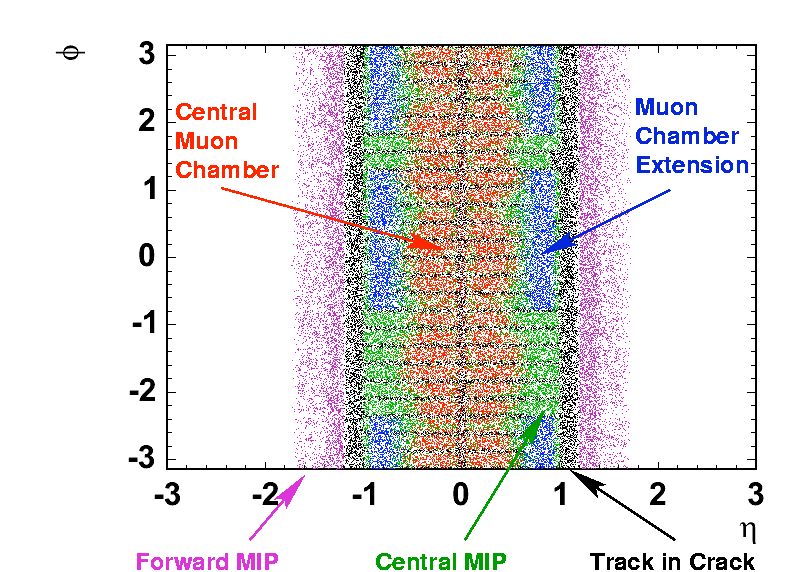 ϕ
3
2
1
0
-1
-2
-3
Central
Muon
Chamber
Muon
Chamber
Extension
-3 -2 -1 0 1 2 3
η
Forward MIP Central MIP Track in Crack